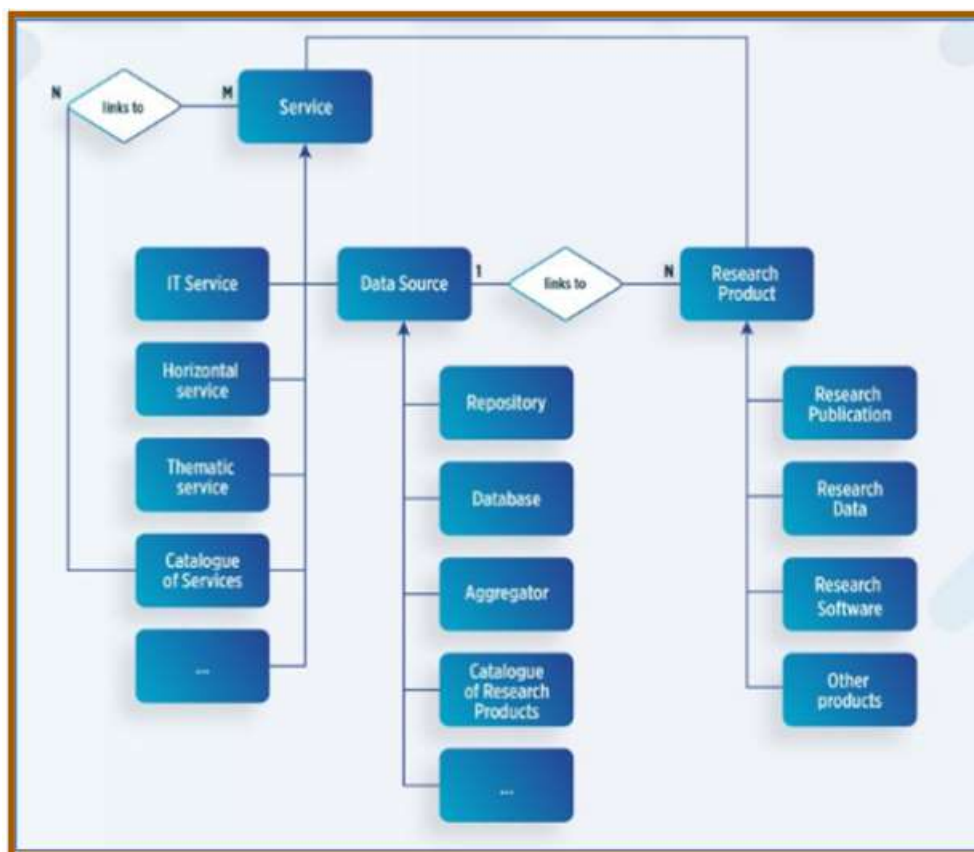 N
links to
M
Service
IT Service
Data Source
1
links to
N
Research
Product
Horizontal
service
Repository
Research
Publication
Thematic
service
Database
Research
Data
Catalogue
of Services
Aggregator
Research
Software
...
Catalogue
of Research
Products
Other
products
...